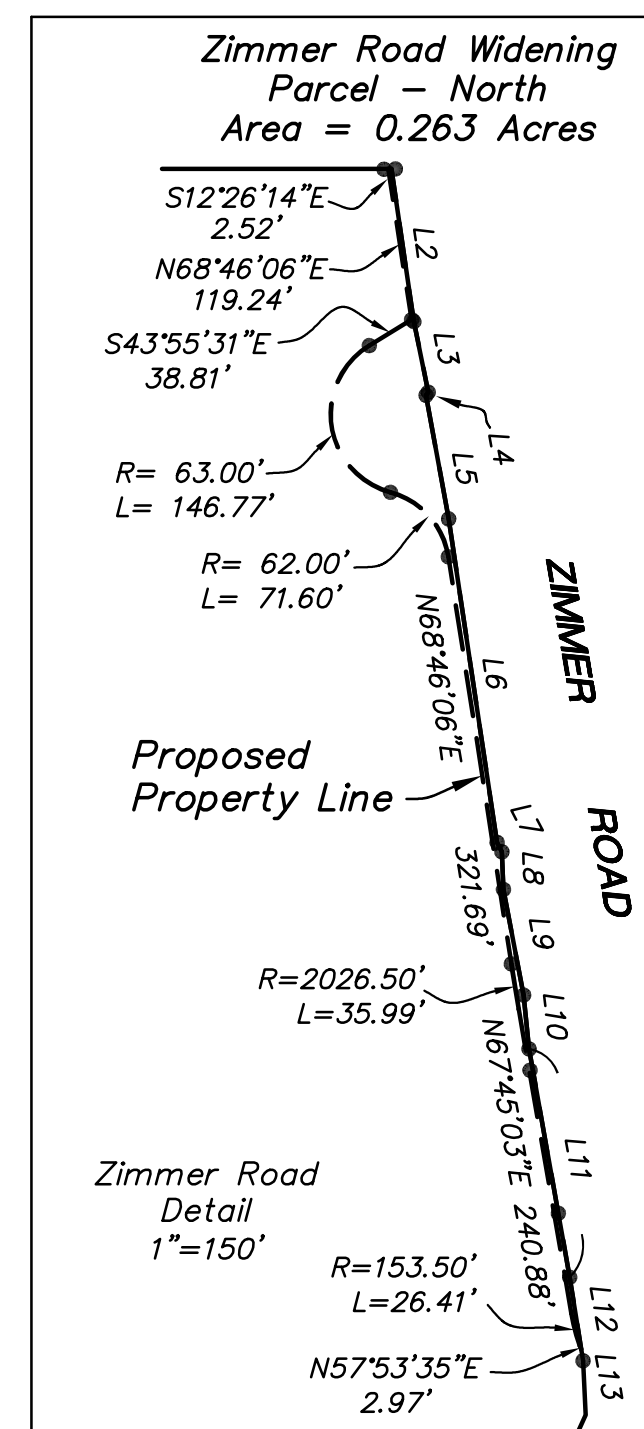 Zimmer Road Widening
Parcel – North
Area = 0.263 Acres
S12°26'14"E
2.52'
L2
N68°46'06"E
119.24'
S43°55'31"E
38.81'
L3
L4
R= 63.00'
L= 146.77'
L5
R= 62.00'
L= 71.60'
ZIMMER
N68°46'06"E
L6
Proposed
Property Line
L7
ROAD
L8
321.69'
L9
R=2026.50'
L=35.99'
L10
N67°45'03"E 240.88'
L11
Zimmer Road
Detail
1"=150'
R=153.50'
L=26.41'
L12
N57°53'35"E
2.97'
L13